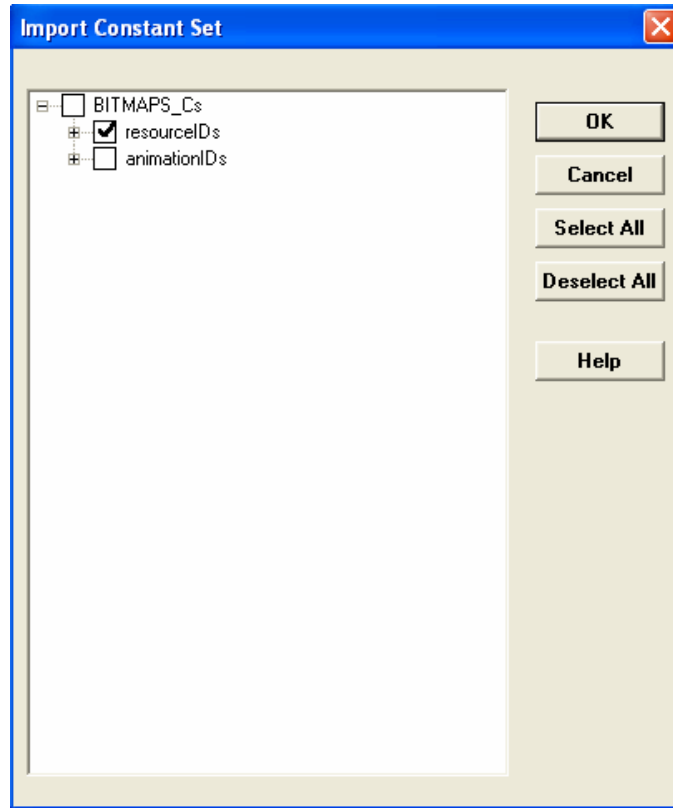 Import Constant Set
BITMAPS_Cs
resourceIDs
animationIDs
OK
Cancel
Select All
Deselect All
Help